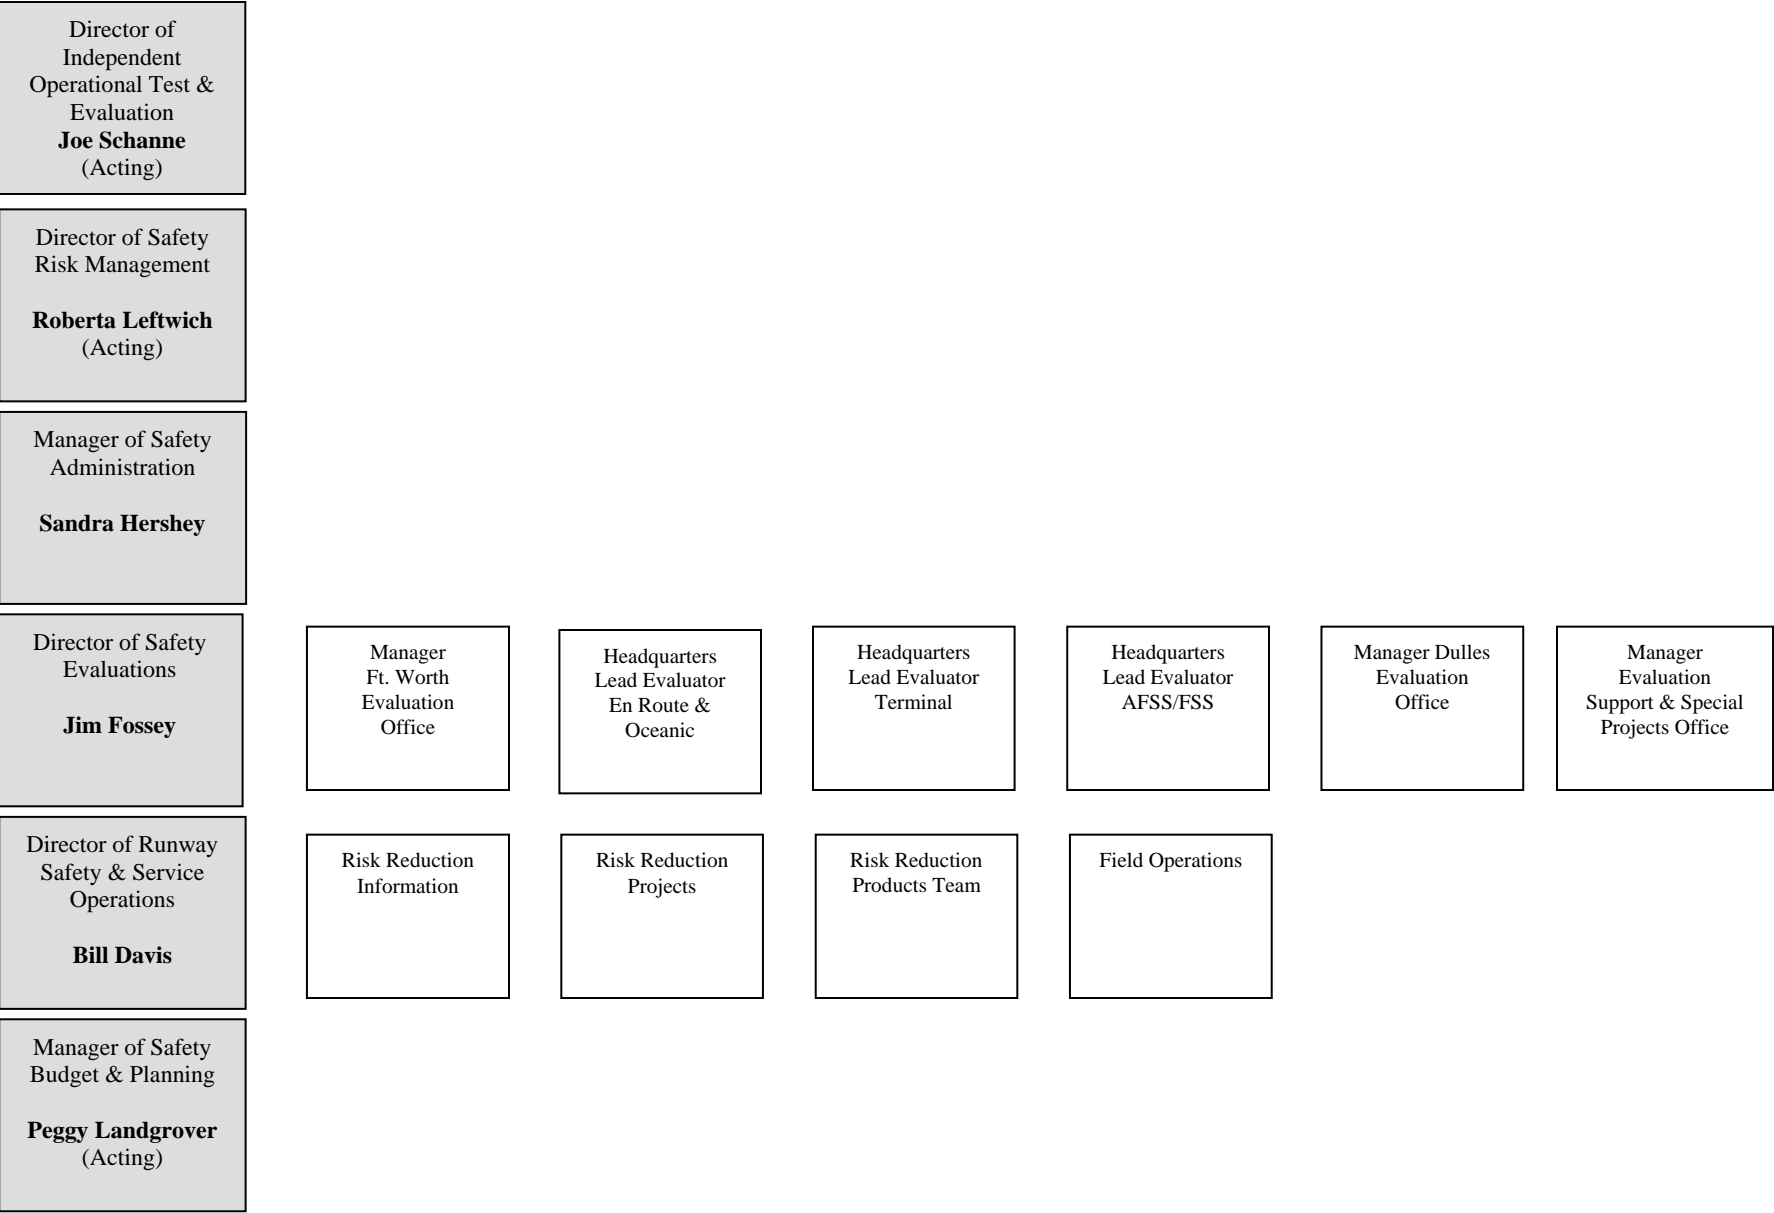 Director of
Independent
Operational Test &
Evaluation
Joe Schanne
(Acting)
Director of Safety
Risk Management
Roberta Leftwich
(Acting)
Manager of Safety
Administration
Sandra Hershey
Director of Safety
Evaluations
Jim Fossey
Manager
Ft. Worth
Evaluation
Office
Headquarters
Lead Evaluator
En Route &
Oceanic
Headquarters
Lead Evaluator
Terminal
Headquarters
Lead Evaluator
AFSS/FSS
Manager Dulles
Evaluation
Office
Manager
Evaluation
Support & Special
Projects Office
Director of Runway
Safety & Service
Operations
Bill Davis
Risk Reduction
Information
Risk Reduction
Projects
Risk Reduction
Products Team
Field Operations
Manager of Safety
Budget & Planning
Peggy Landgrover
(Acting)